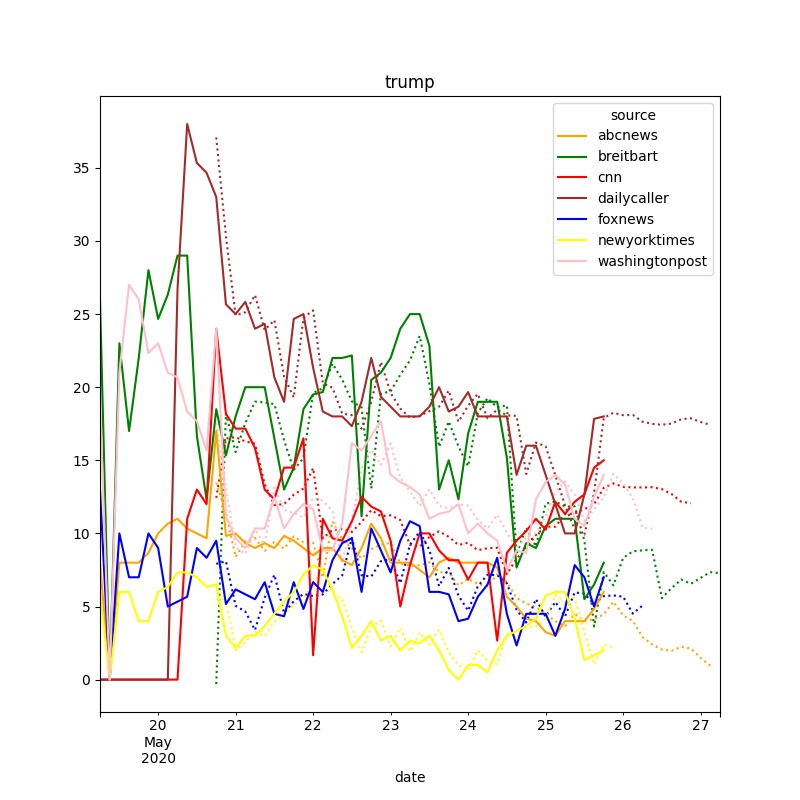 trump
source
abcnews
breitbart
cnn
dailycaller
foxnews
newyorktimes
washingtonpost
35
30
25
20
15
10
5
0
20 21 22 23 24 25 26 27
May
2020
date